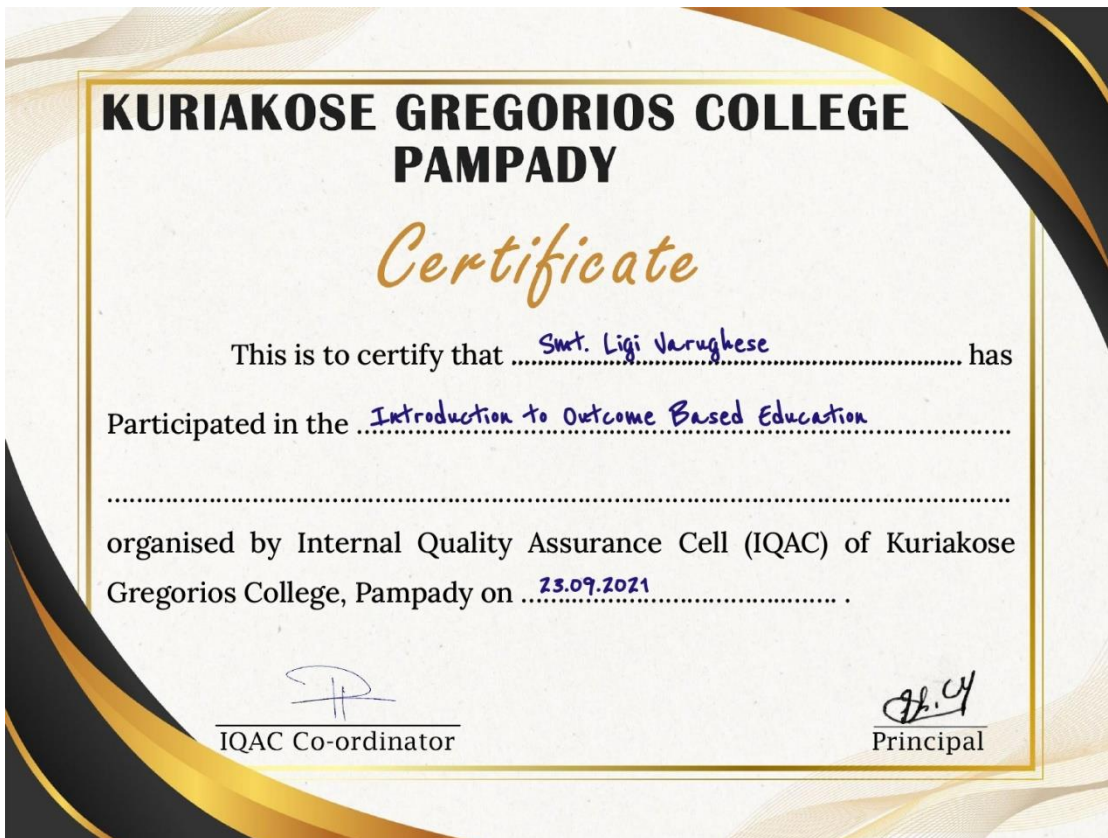 KURIAKOSE GREGORIOS COLLEGE
PAMPADY
Certificate
This is to certify that ..... Smt. Ligi Varughese ..... has
Participated in the ..... Introduction to Outcome Based Education .....
.....
organised by Internal Quality Assurance Cell (IQAC) of Kuriakose
Gregorios College, Pampady on ..... 23.09.2021 ..... .
IQAC Co-ordinator
Principal